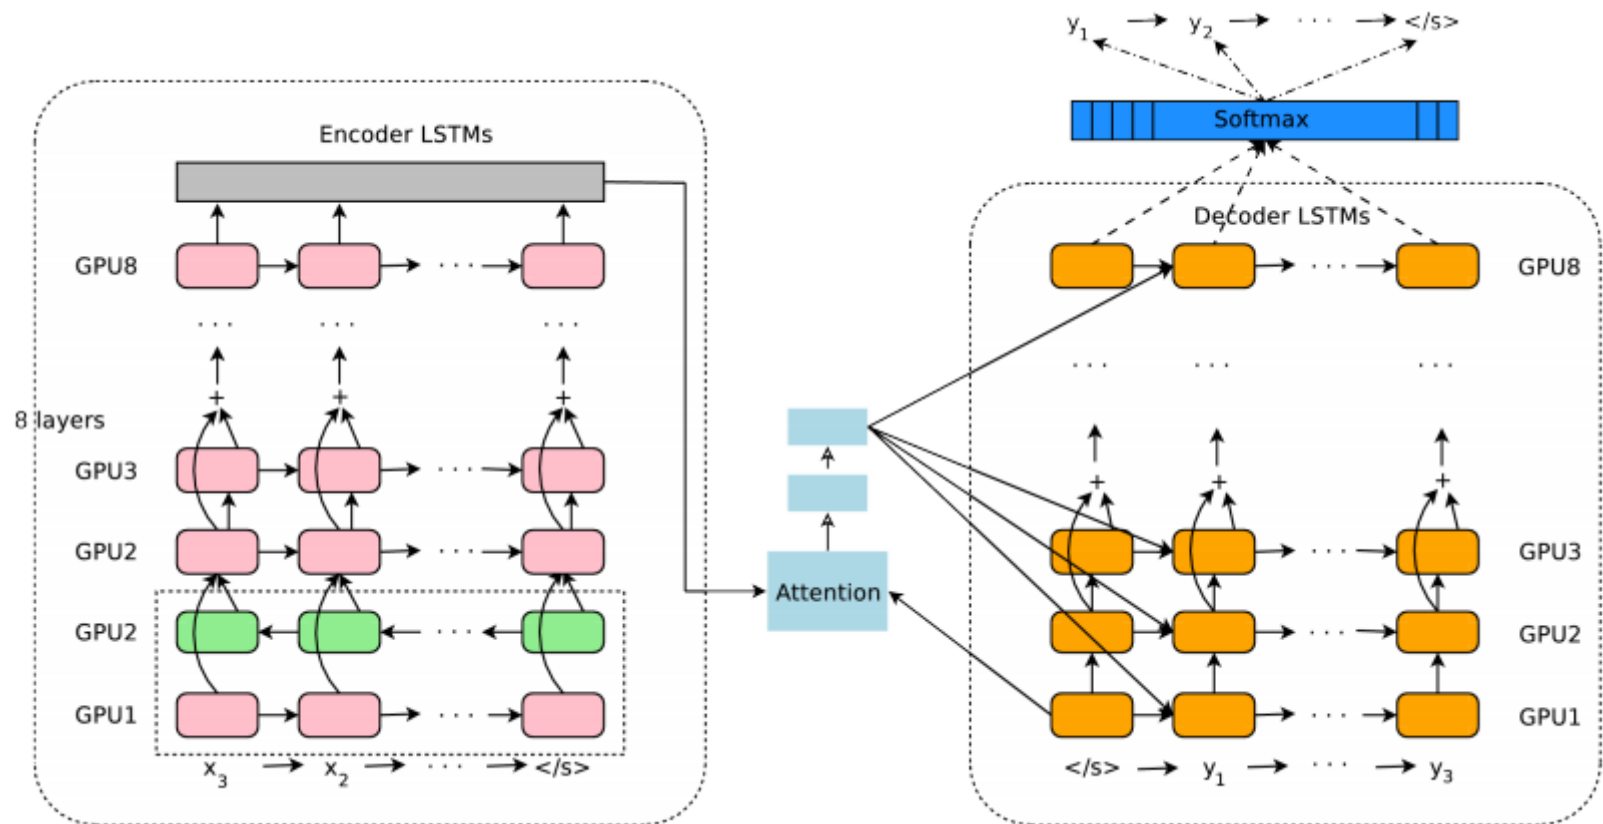 y1 y2 ... </s>
Softmax
Encoder LSTMs
Decoder LSTMs
GPU8 ... ... GPU8
... ... ... ... ... ...
+ + +
8 layers
GPU3 ...
+ + +
GPU2 ... ... GPU3
Attention
GPU2 ... ... GPU2
GPU1 ... ... GPU1
x3 x2 ... </s> </s> y1 ... y3